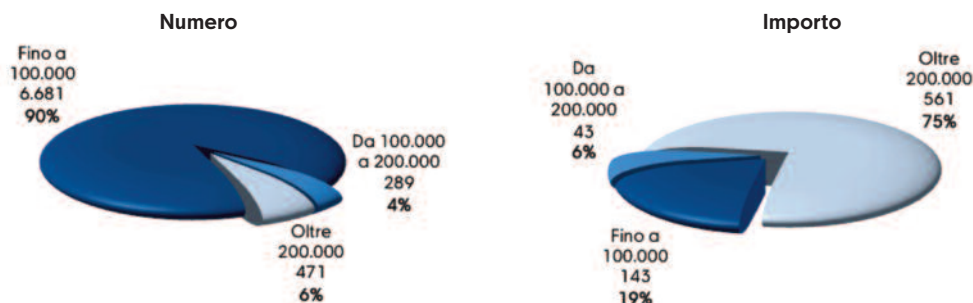 Numero
Fino a
100.000
6.681
90%
Da 100.000
a 200.000
289
4%
Oltre
200.000
471
6%
Importo
Da
100.000 a
200.000
43
6%
Oltre
200.000
561
75%
Fino a
100.000
143
19%